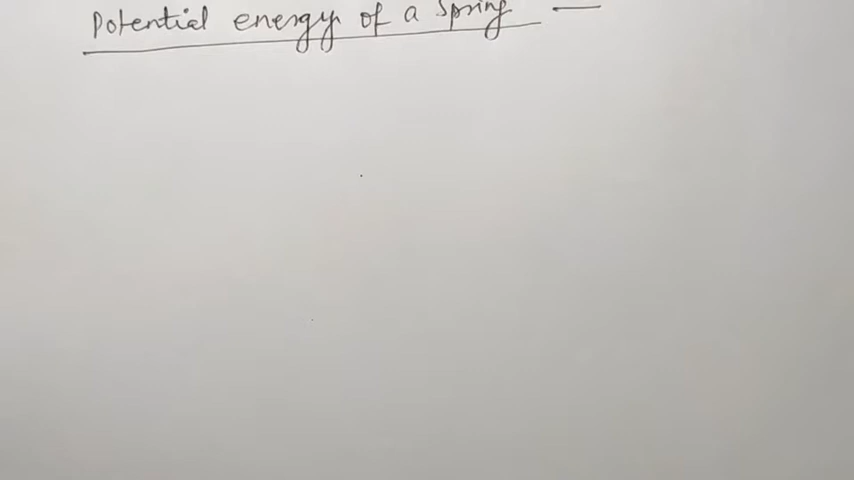 Potential energy of a Spring —